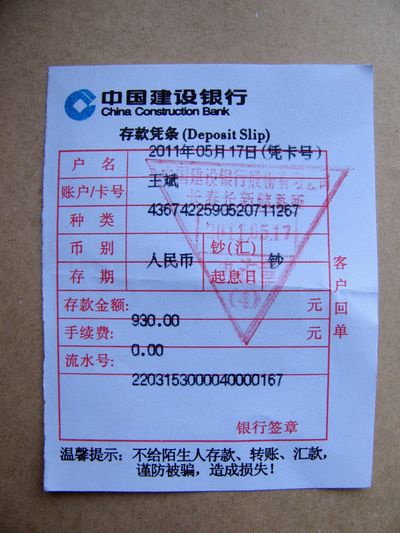 中国建设银行
China Construction Bank
存款凭条(Deposit Slip)
2011年05月17日(凭卡号)
户 名 王斌
账户/卡号
4367422590520711267
种 类
币 别 人民币 钞(汇) 钞
存 期 起息日
客户回单
存款金额: 930.00 元
手续费: 0.00 元
流水号:
2203153000040000167
银行签章
2011.05.17
温馨提示: 不给陌生人存款、转账、汇款,
谨防被骗, 造成损失!